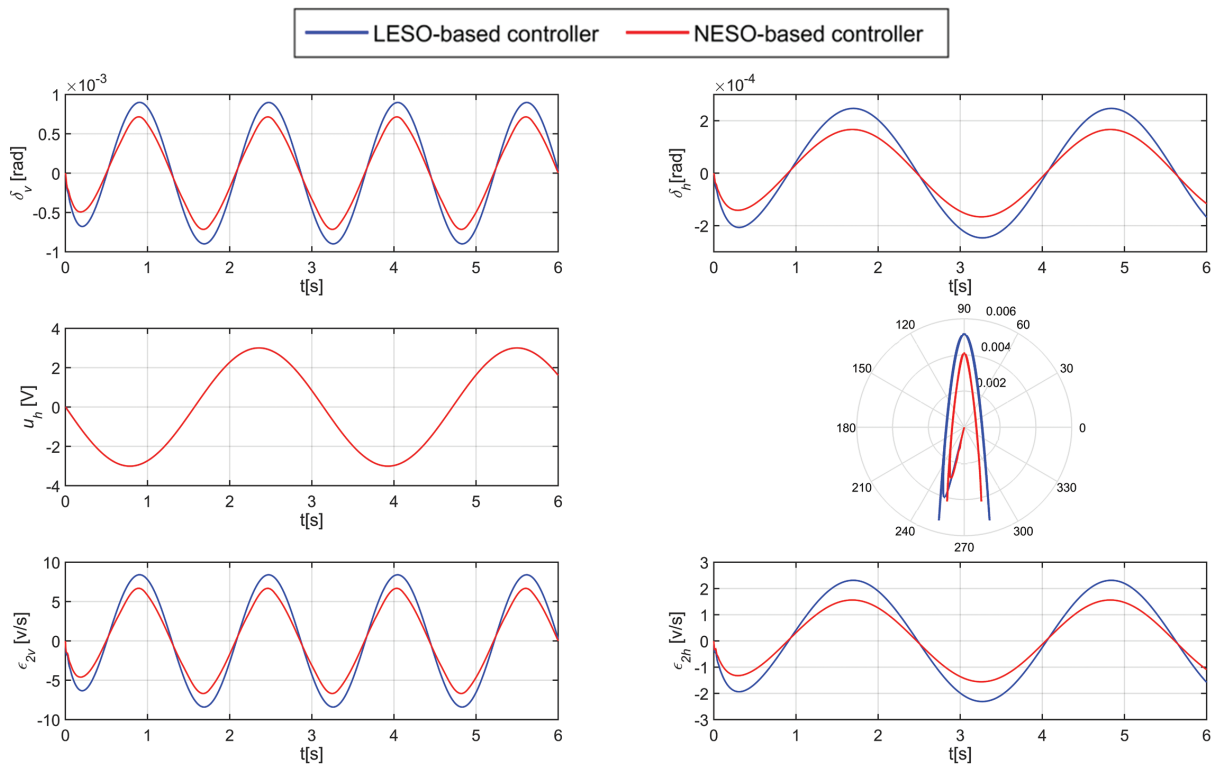 LESO-based controller NESO-based controller
×10⁻³
1
0.5
0
-0.5
-1
δᵥ [rad]
0 1 2 3 4 5 6
t[s]
×10⁻⁴
2
0
-2
δₕ[rad]
0 1 2 3 4 5 6
t[s]
4
2
0
-2
-4
uₕ [V]
0 1 2 3 4 5 6
t[s]
90
0.006
120
60
0.004
150
30
0.002
180
0
210
330
240
300
270
10
5
0
-5
-10
ϵ₂ᵥ [v/s]
0 1 2 3 4 5 6
t[s]
3
2
1
0
-1
-2
-3
ϵ₂ₕ [v/s]
0 1 2 3 4 5 6
t[s]